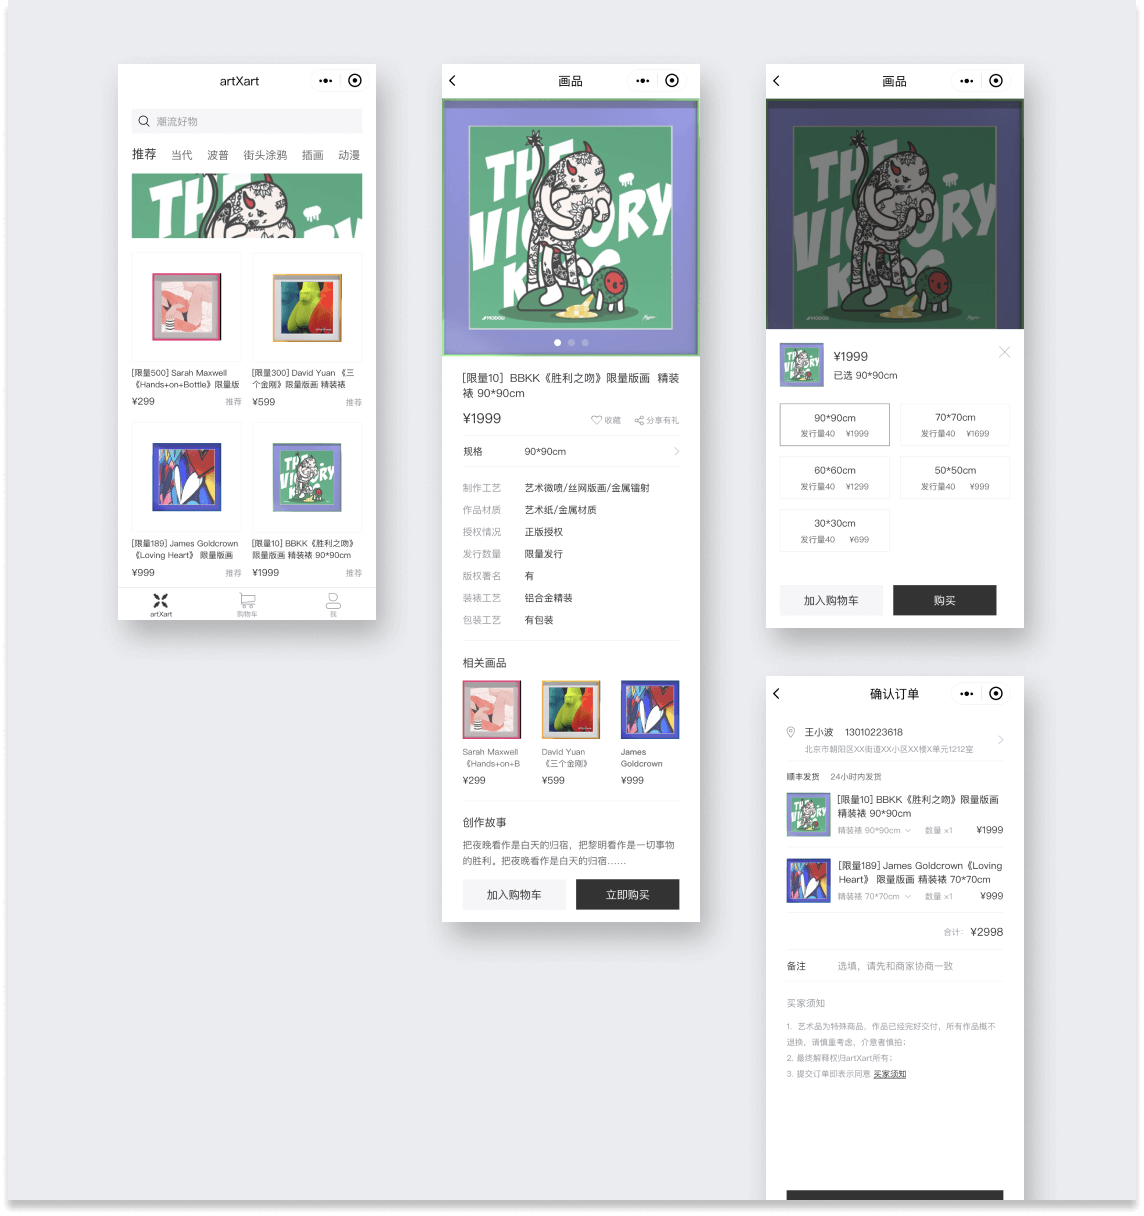 artXart
潮流好物
推荐 当代 波普 街头涂鸦 插画 动漫
THE
VICTORY
[限量500] Sarah Maxwell
《Hands+on+Bottle》限量版
¥299 推荐
[限量300] David Yuan 《三
个金刚》限量版画 精装裱
¥599 推荐
[限量189] James Goldcrown
《Loving Heart》 限量版画
¥999 推荐
[限量10] BBKK《胜利之吻》
限量版画 精装裱 90*90cm
¥1999 推荐
artXart 购物车 我
画品
THE
VICTORY
[限量10] BBKK《胜利之吻》限量版画 精装
裱 90*90cm
¥1999 收藏 分享有礼
规格 90*90cm
制作工艺 艺术微喷/丝网版画/金属镭射
作品材质 艺术纸/金属材质
授权情况 正版授权
发行数量 限量发行
版权署名 有
装裱工艺 铝合金精装
包装工艺 有包装
相关画品
Sarah Maxwell
《Hands+on+B
¥299
David Yuan
《三个金刚》
¥599
James
Goldcrown
¥999
创作故事
把夜晚看作是白天的归宿，把黎明看作是一切事物
的胜利。把夜晚看作是白天的归宿……
加入购物车 立即购买
画品
THE
VICTORY
¥1999
已选 90*90cm
90*90cm
发行量40 ¥1999
70*70cm
发行量40 ¥1699
60*60cm
发行量40 ¥1299
50*50cm
发行量40 ¥999
30*30cm
发行量40 ¥699
加入购物车 购买
确认订单
王小波 13010223618
北京市朝阳区XX街道XX小区XX楼X单元1212室
顺丰发货 24小时内发货
[限量10] BBKK《胜利之吻》限量版画
精装裱 90*90cm
精装裱 90*90cm 数量 ×1 ¥1999
[限量189] James Goldcrown《Loving
Heart》 限量版画 精装裱 70*70cm
精装裱 70*70cm 数量 ×1 ¥999
合计： ¥2998
备注 选填，请先和商家协商一致
买家须知
1. 艺术品为特殊商品，作品已经完好交付，所有作品概不
退换，请慎重考虑，介意者慎拍；
2. 最终解释权归artXart所有；
3. 提交订单即表示同意 买家须知